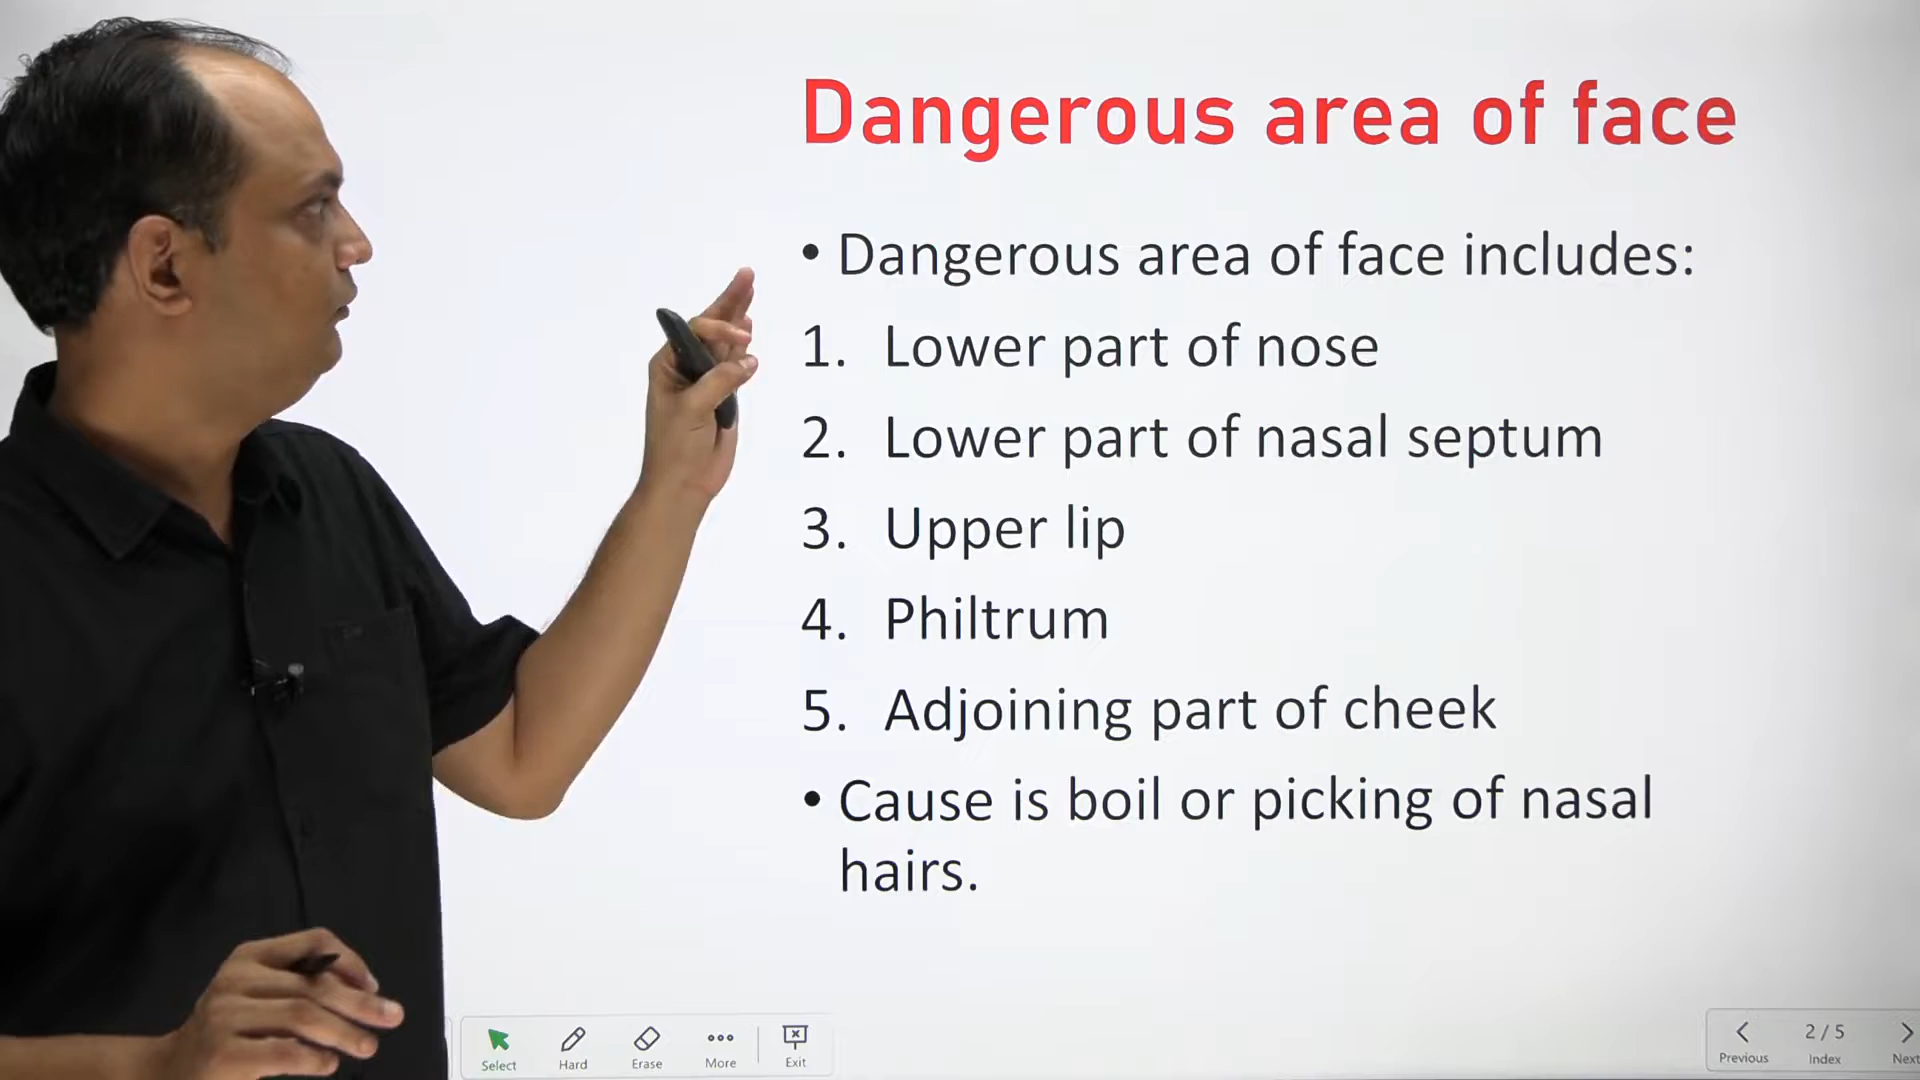 Dangerous area of face
• Dangerous area of face includes:
1. Lower part of nose
2. Lower part of nasal septum
3. Upper lip
4. Philtrum
5. Adjoining part of cheek
• Cause is boil or picking of nasal
hairs.
Select Hard Erase More Exit
2 / 5
Previous Index Next